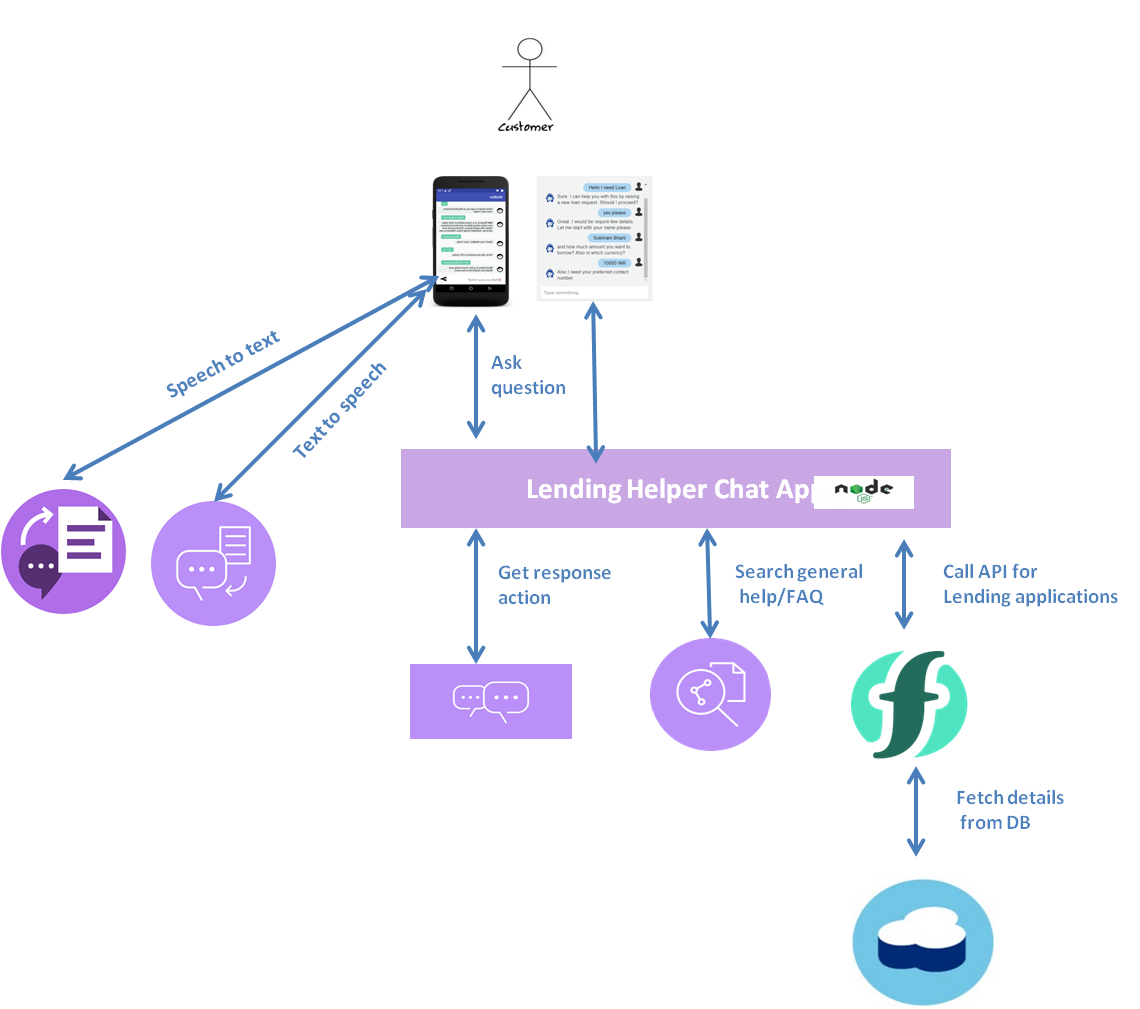 Customer
Hello I need Loan
Sure. I can help you with this by raising
a new loan request. Should I proceed?
yes please
Great. I would be require few details.
Let me start with your name please.
Sukhram Bharti
and how much amount you want to
borrow? Also in which currency?
10000 INR
Also I need your preferred contact
number
Type something
Speech to text
Text to speech
Ask
question
Lending Helper Chat App
node
JS
Get response
action
Search general
help/FAQ
Call API for
Lending applications
Fetch details
from DB